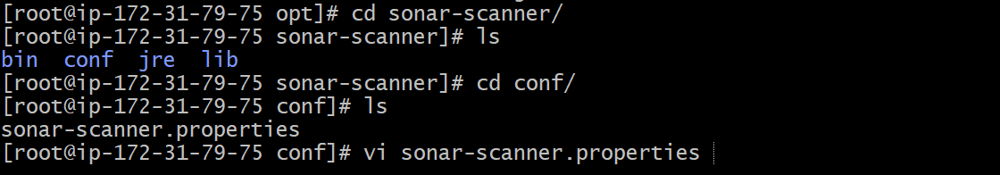 [root@ip-172-31-79-75 opt]# cd sonar-scanner/
[root@ip-172-31-79-75 sonar-scanner]# ls
bin  conf  jre  lib
[root@ip-172-31-79-75 sonar-scanner]# cd conf/
[root@ip-172-31-79-75 conf]# ls
sonar-scanner.properties
[root@ip-172-31-79-75 conf]# vi sonar-scanner.properties